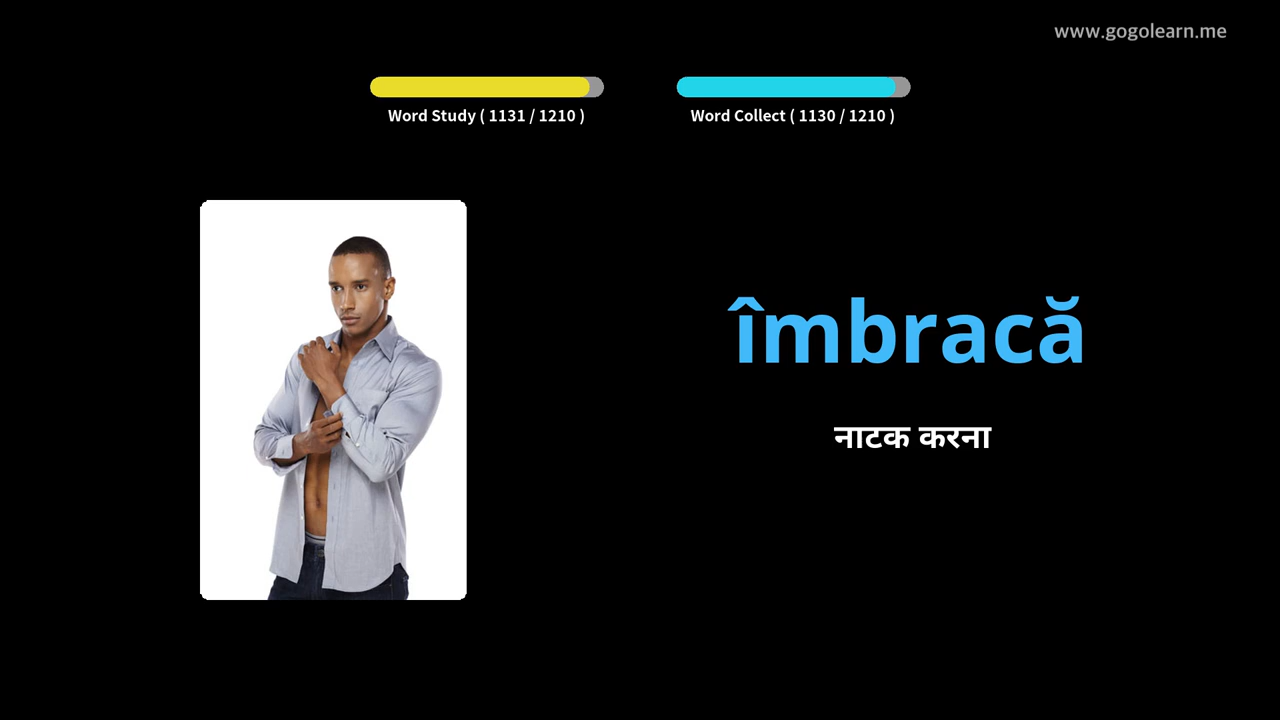 www.gogolearn.me
Word Study ( 1131 / 1210 )
Word Collect ( 1130 / 1210 )
îmbracă
नाटक करना